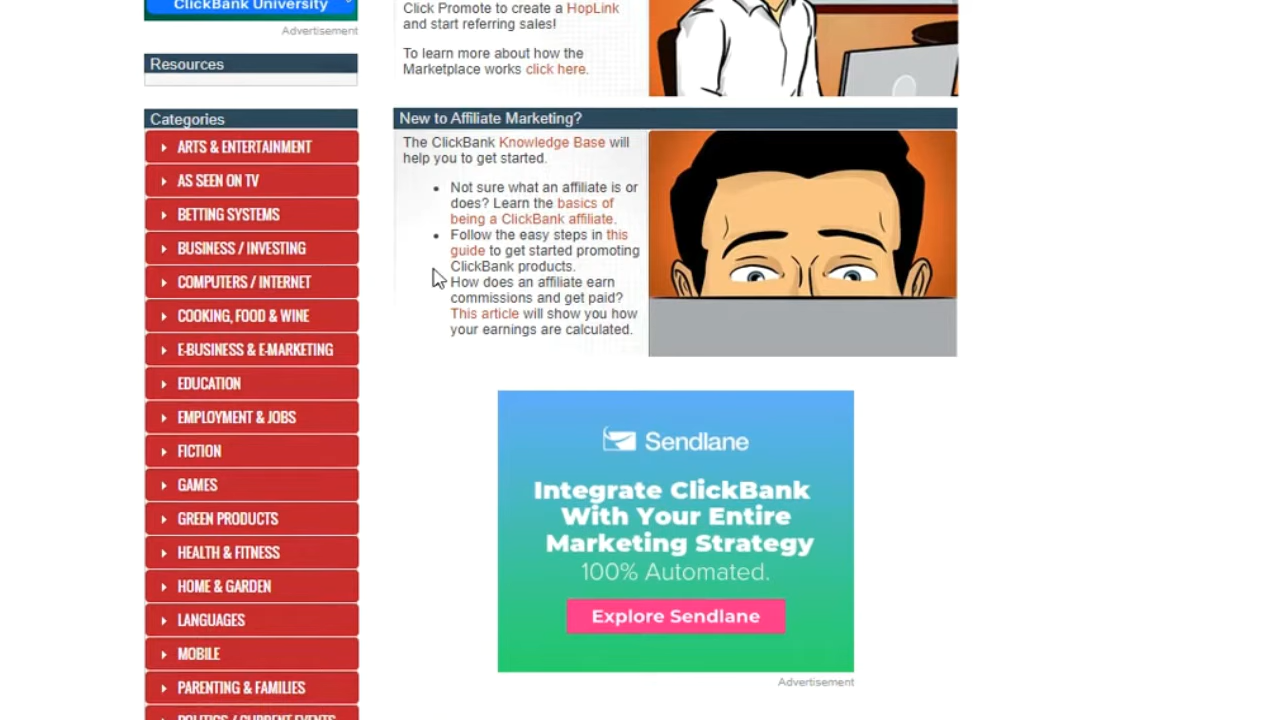 ClickBank University
Advertisement
Resources
Categories
ARTS & ENTERTAINMENT
AS SEEN ON TV
BETTING SYSTEMS
BUSINESS / INVESTING
COMPUTERS / INTERNET
COOKING, FOOD & WINE
E-BUSINESS & E-MARKETING
EDUCATION
EMPLOYMENT & JOBS
FICTION
GAMES
GREEN PRODUCTS
HEALTH & FITNESS
HOME & GARDEN
LANGUAGES
MOBILE
PARENTING & FAMILIES
POLITICS / CURRENT EVENTS
Click Promote to create a HopLink
and start referring sales!
To learn more about how the
Marketplace works click here.
New to Affiliate Marketing?
The ClickBank Knowledge Base will
help you to get started.
Not sure what an affiliate is or
does? Learn the basics of
being a ClickBank affiliate.
Follow the easy steps in this
guide to get started promoting
ClickBank products.
How does an affiliate earn
commissions and get paid?
This article will show you how
your earnings are calculated.
Sendlane
Integrate ClickBank
With Your Entire
Marketing Strategy
100% Automated.
Explore Sendlane
Advertisement